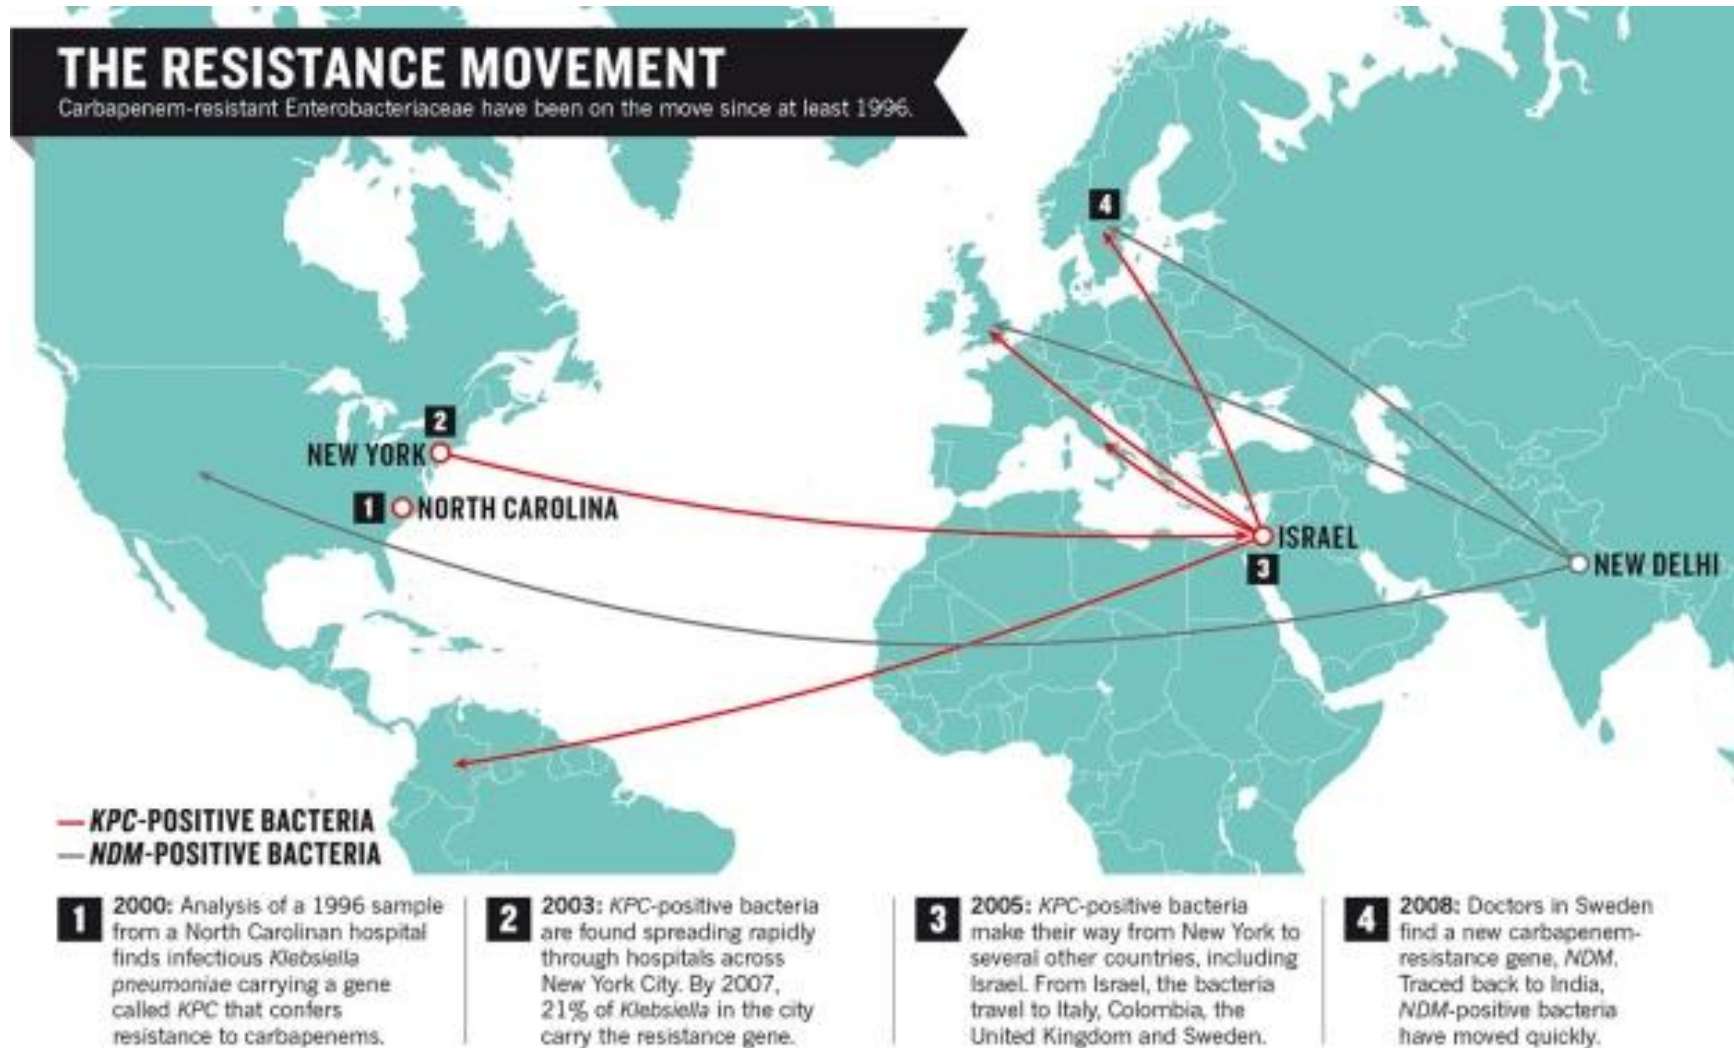 THE RESISTANCE MOVEMENT
Carbapenem-resistant Enterobacteriaceae have been on the move since at least 1996.
4
2
NEW YORK
1 NORTH CAROLINA
ISRAEL
3
NEW DELHI
KPC-POSITIVE BACTERIA
NDM-POSITIVE BACTERIA
1
2000: Analysis of a 1996 sample
from a North Carolinan hospital
finds infectious Klebsiella
pneumoniae carrying a gene
called KPC that confers
resistance to carbapenems.
2
2003: KPC-positive bacteria
are found spreading rapidly
through hospitals across
New York City. By 2007,
21% of Klebsiella in the city
carry the resistance gene.
3
2005: KPC-positive bacteria
make their way from New York to
several other countries, including
Israel. From Israel, the bacteria
travel to Italy, Colombia, the
United Kingdom and Sweden.
4
2008: Doctors in Sweden
find a new carbapenem-
resistance gene, NDM.
Traced back to India,
NDM-positive bacteria
have moved quickly.